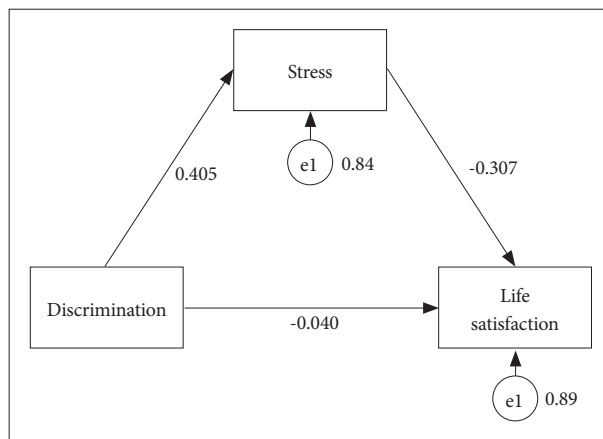 Stress
e1
0.84
0.405
-0.307
Discrimination
-0.040
Life
satisfaction
e1
0.89